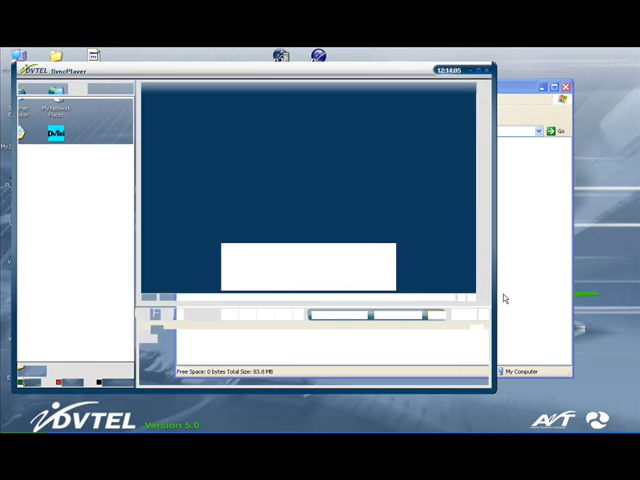 DVTEL SyncPlayer
12:14:05
My Network
Places
DVTel
Go
Free Space: 0 bytes Total Size: 83.8 MB
My Computer
DVTEL
Version 5.0
AVT